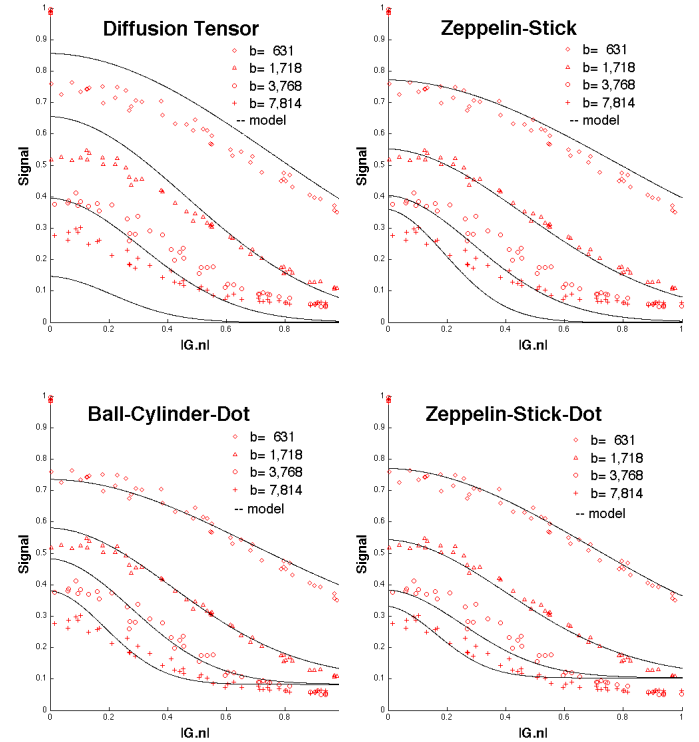 Diffusion Tensor
b= 631
b= 1,718
b= 3,768
b= 7,814
-- model
Signal
1
0.9
0.8
0.7
0.6
0.5
0.4
0.3
0.2
0.1
0
0 0.2 0.4 0.6 0.8
|G.n|
Zeppelin-Stick
b= 631
b= 1,718
b= 3,768
b= 7,814
-- model
1
0.9
0.8
0.7
0.6
0.5
0.4
0.3
0.2
0.1
0
0 0.2 0.4 0.6 0.8 1
|G.n|
Ball-Cylinder-Dot
b= 631
b= 1,718
b= 3,768
b= 7,814
-- model
Signal
1
0.9
0.8
0.7
0.6
0.5
0.4
0.3
0.2
0.1
0
0 0.2 0.4 0.6 0.8
|G.n|
Zeppelin-Stick-Dot
b= 631
b= 1,718
b= 3,768
b= 7,814
-- model
Signal
1
0.9
0.8
0.7
0.6
0.5
0.4
0.3
0.2
0.1
0
0 0.2 0.4 0.6 0.8 1
|G.n|